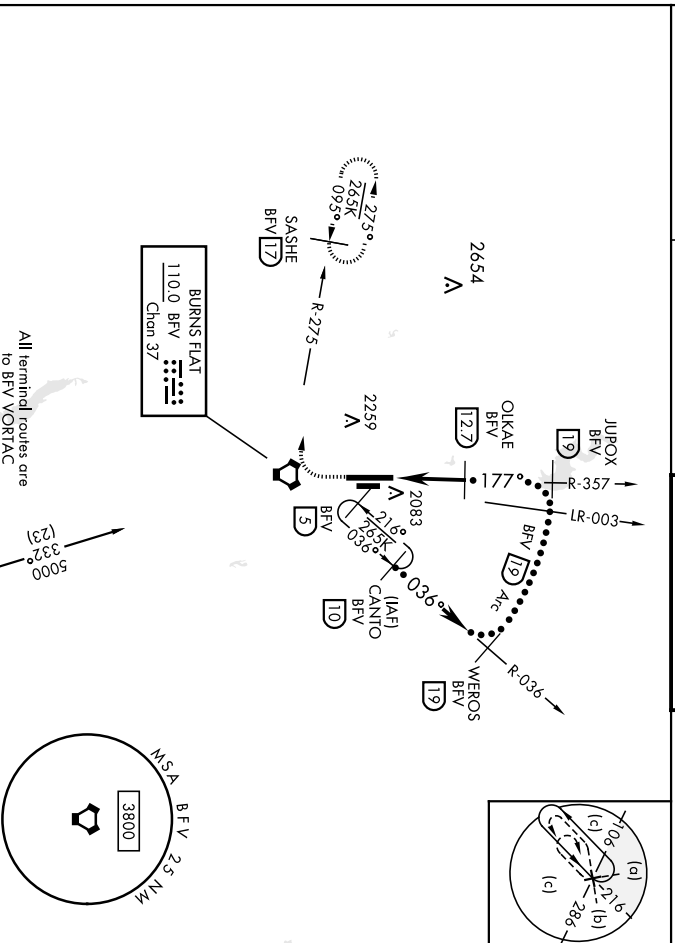 2654
275°
265K
095°
SASHE
BFV 17
R-275
BURNS FLAT
110.0 BFV
Chan 37
2259
2083
OLKAE
BFV
12.7
JUPOX
BFV
19
177°
R-357
LR-003
BFV 19 Arc
BFV
5
216°
265K
036°
(IAF)
CANTO
BFV
10
036°
WEROS
BFV
19
R-036
All terminal routes are
to BFV VORTAC
5000
332°
(23)
MSA BFV 25 NM
3800
(a)
106
(c)
216
(b)
(c)
286